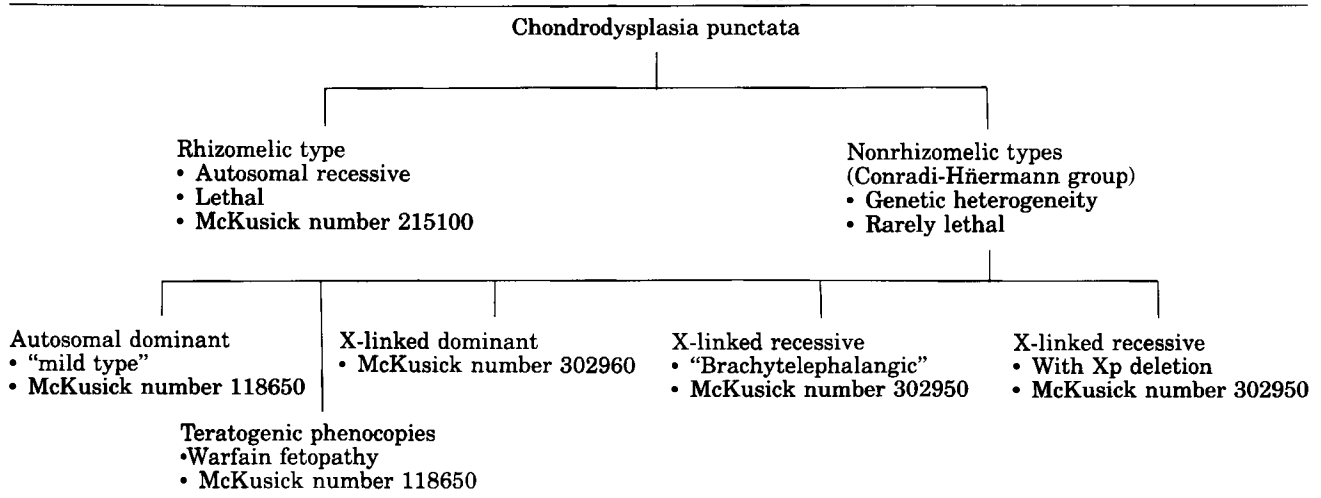 Chondrodysplasia punctata
Rhizomelic type
• Autosomal recessive
• Lethal
• McKusick number 215100
Nonrhizomelic types
(Conradi-Hñermann group)
• Genetic heterogeneity
• Rarely lethal
Autosomal dominant
• “mild type”
• McKusick number 118650
Teratogenic phenocopies
•Warfain fetopathy
• McKusick number 118650
X-linked dominant
• McKusick number 302960
X-linked recessive
• “Brachytelephalangic”
• McKusick number 302950
X-linked recessive
• With Xp deletion
• McKusick number 302950